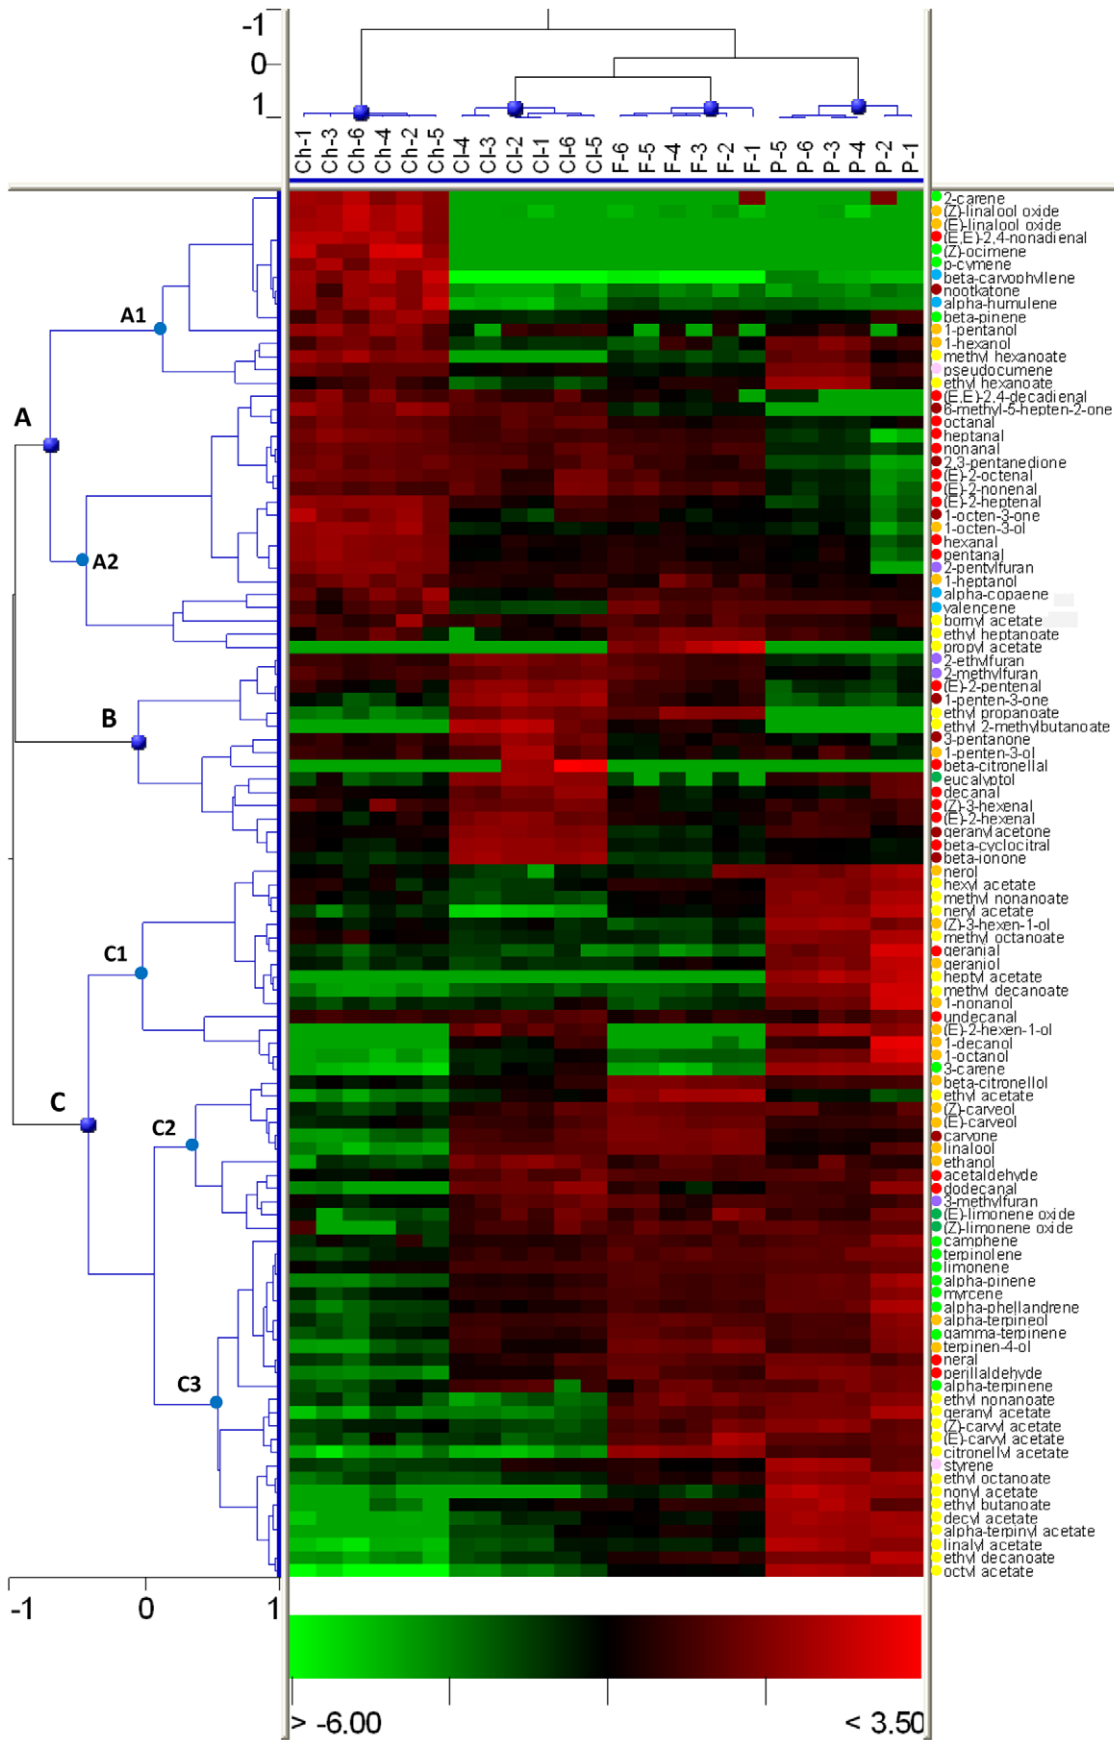 -1
0
1
Ch-1
Ch-3
Ch-6
Ch-4
Ch-2
Ch-5
Cl-4
Cl-3
Cl-2
Cl-1
Cl-6
Cl-5
F-6
F-5
F-4
F-3
F-2
F-1
P-5
P-6
P-3
P-4
P-2
P-1
2-carene
(Z)-linalool oxide
(E)-linalool oxide
(E,E)-2,4-nonadienal
(Z)-ocimene
p-cymene
beta-caryophyllene
nootkatone
alpha-humulene
beta-pinene
1-pentanol
1-hexanol
methyl hexanoate
pseudocumene
ethyl hexanoate
(E,E)-2,4-decadienal
6-methyl-5-hepten-2-one
octanal
heptanal
nonanal
2,3-pentanedione
(E)-2-octenal
(E)-2-nonenal
(E)-2-heptenal
1-octen-3-one
1-octen-3-ol
hexanal
pentanal
2-pentylfuran
1-heptanol
alpha-copaene
valencene
bornyl acetate
ethyl heptanoate
propyl acetate
2-ethylfuran
2-methylfuran
(E)-2-pentenal
1-penten-3-one
ethyl propanoate
ethyl 2-methylbutanoate
3-pentanone
1-penten-3-ol
beta-citronellal
eucalyptol
decanal
(Z)-3-hexenal
(E)-2-hexenal
geranylacetone
beta-cyclocitral
beta-ionone
nerol
hexyl acetate
methyl nonanoate
neryl acetate
(Z)-3-hexen-1-ol
methyl octanoate
geranial
geraniol
heptyl acetate
methyl decanoate
1-nonanol
undecanal
(E)-2-hexen-1-ol
1-decanol
1-octanol
3-carene
beta-citronellol
ethyl acetate
(Z)-carveol
(E)-carveol
carvone
linalool
ethanol
acetaldehyde
dodecanal
3-methylfuran
(E)-limonene oxide
(Z)-limonene oxide
camphene
terpinolene
limonene
alpha-pinene
myrcene
alpha-phellandrene
alpha-terpineol
gamma-terpinene
terpinen-4-ol
neral
perillaldehyde
alpha-terpinene
ethyl nonanoate
geranyl acetate
(Z)-carvyl acetate
(E)-carvyl acetate
citronellyl acetate
styrene
ethyl octanoate
nonyl acetate
ethyl butanoate
decyl acetate
alpha-terpinyl acetate
linalyl acetate
ethyl decanoate
octyl acetate
A1
A
A2
B
C1
C
C2
C3
-1
0
1
> -6.00
< 3.50